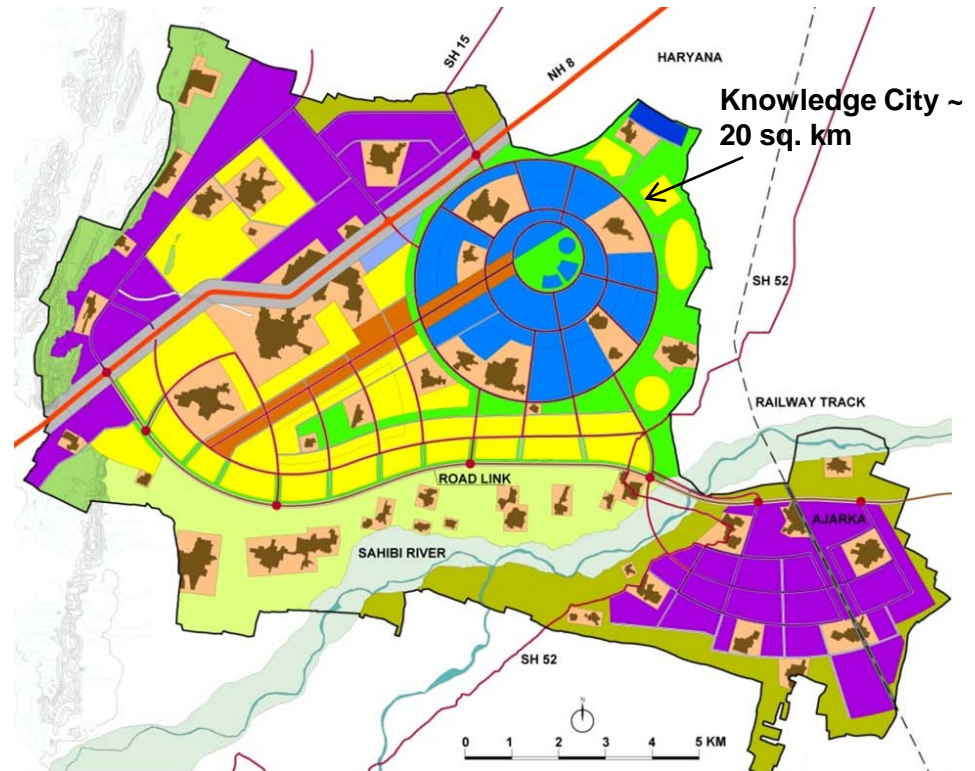 SH 15
NH 8
HARYANA
Knowledge City ~
20 sq. km
SH 52
RAILWAY TRACK
ROAD LINK
AJARKA
SAHIBI RIVER
SH 52
N
0 1 2 3 4 5 KM